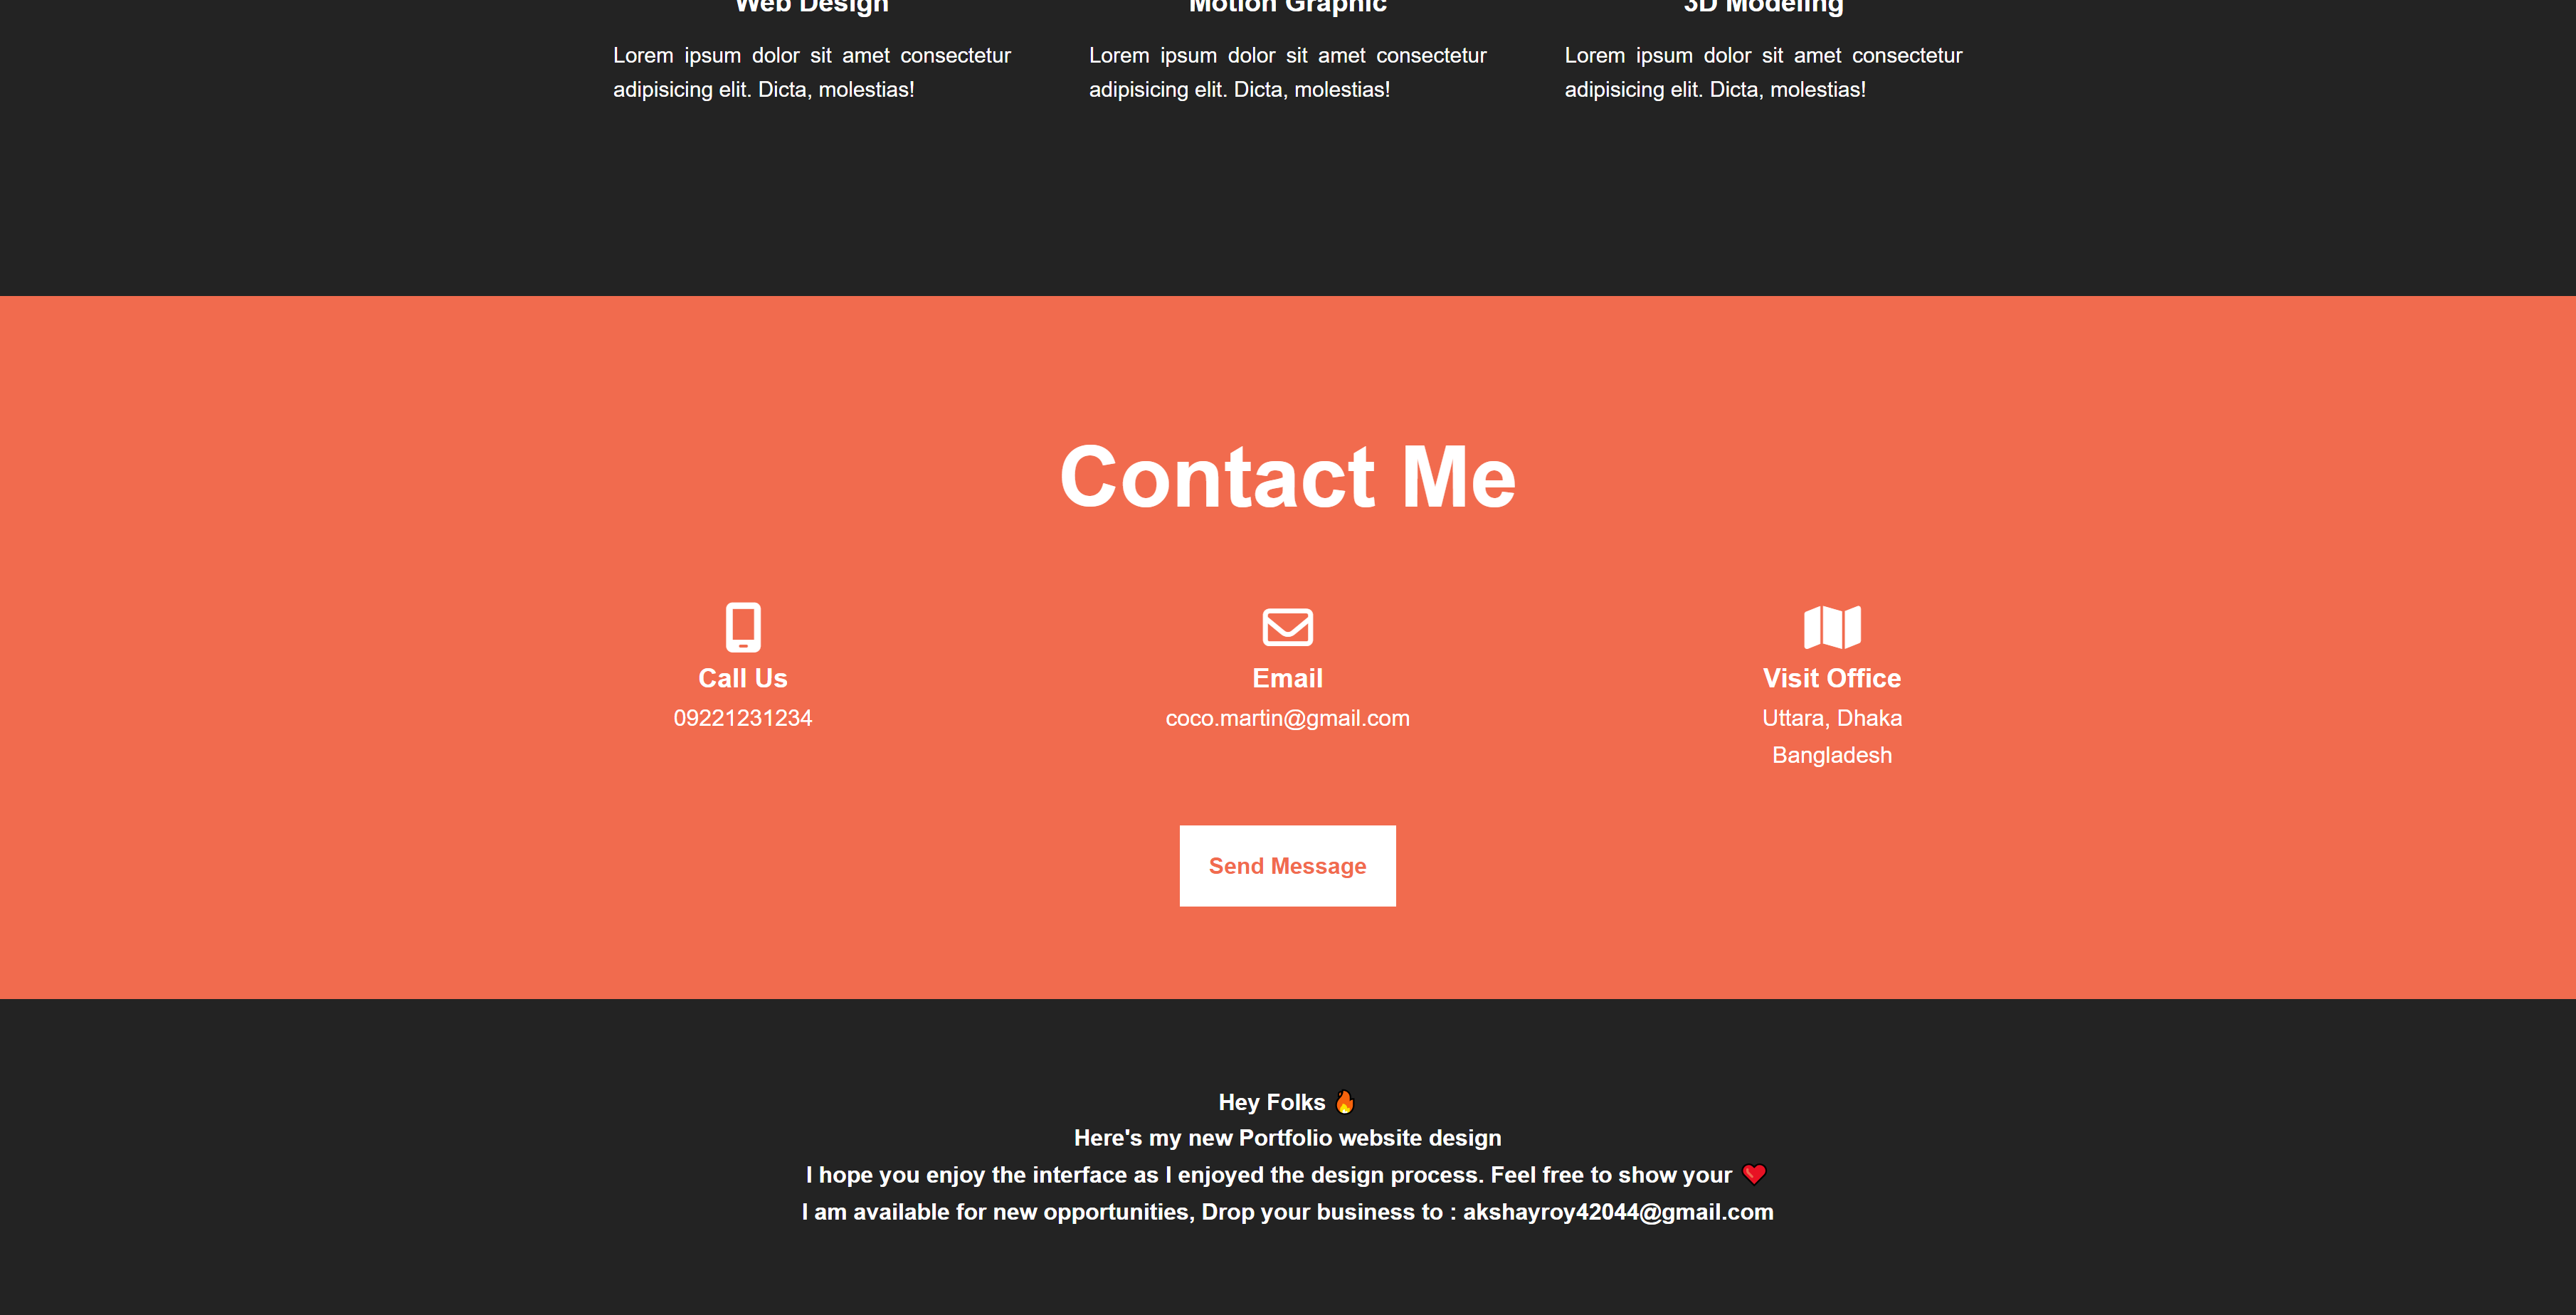 Web Design
Motion Graphic
3D Modeling
Lorem ipsum dolor sit amet consectetur
adipisicing elit. Dicta, molestias!
Lorem ipsum dolor sit amet consectetur
adipisicing elit. Dicta, molestias!
Lorem ipsum dolor sit amet consectetur
adipisicing elit. Dicta, molestias!
Contact Me
Call Us
09221231234
Email
coco.martin@gmail.com
Visit Office
Uttara, Dhaka
Bangladesh
Send Message
Hey Folks 🔥
Here's my new Portfolio website design
I hope you enjoy the interface as I enjoyed the design process. Feel free to show your ❤️
I am available for new opportunities, Drop your business to : akshayroy42044@gmail.com